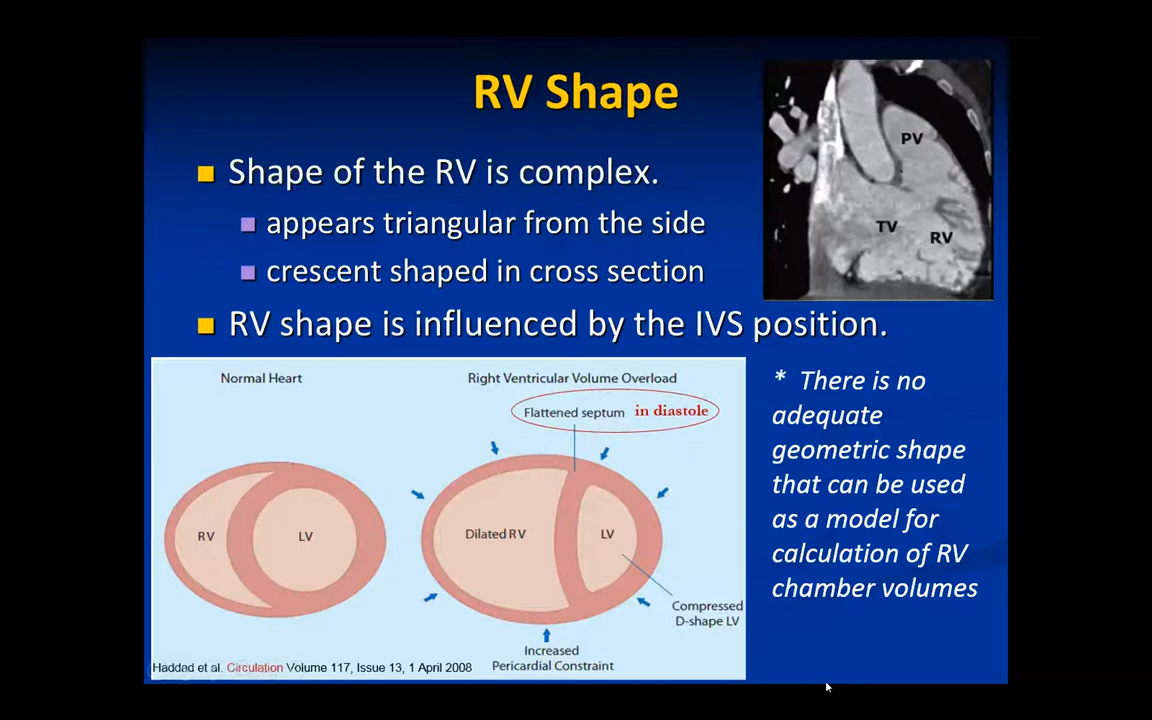 RV Shape
Shape of the RV is complex.
appears triangular from the side
crescent shaped in cross section
RV shape is influenced by the IVS position.
PV
TV
RV
Normal Heart
Right Ventricular Volume Overload
Flattened septum in diastole
RV
LV
Dilated RV
LV
Compressed
D-shape LV
Increased
Pericardial Constraint
Haddad et al. Circulation Volume 117, Issue 13, 1 April 2008
* There is no
adequate
geometric shape
that can be used
as a model for
calculation of RV
chamber volumes